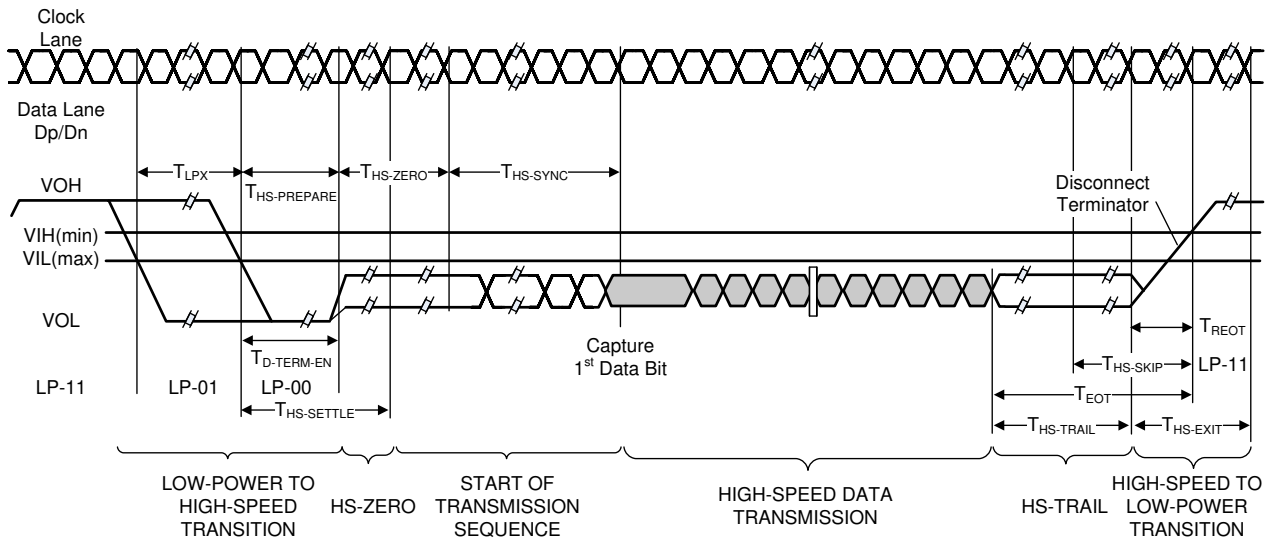 Clock
Lane
Data Lane
Dp/Dn
VOH
VIH(min)
VIL(max)
VOL
TLPX
THS-PREPARE
THS-ZERO
THS-SYNC
Disconnect
Terminator
TD-TERM-EN
THS-SETTLE
Capture
1st Data Bit
TREOT
THS-SKIP
LP-11
TEOT
THS-TRAIL
THS-EXIT
LP-11
LP-01
LP-00
LOW-POWER TO
HIGH-SPEED
TRANSITION
HS-ZERO
START OF
TRANSMISSION
SEQUENCE
HIGH-SPEED DATA
TRANSMISSION
HS-TRAIL
HIGH-SPEED TO
LOW-POWER
TRANSITION